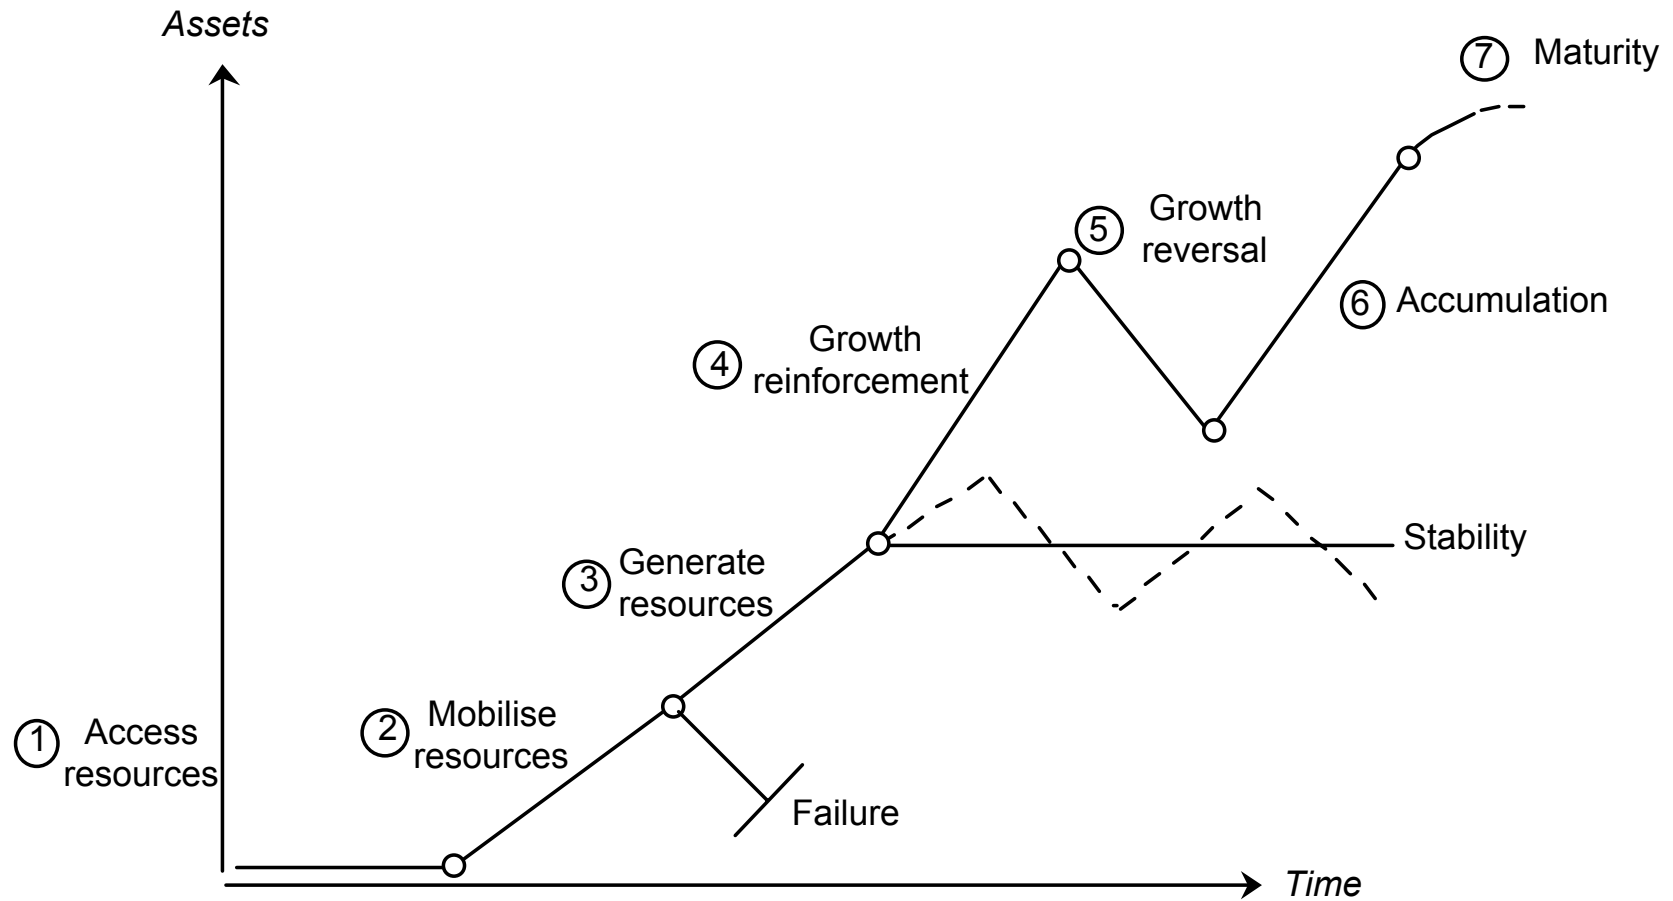 Assets
7 Maturity
5 Growth
reversal
6 Accumulation
4 Growth
reinforcement
Stability
3 Generate
resources
2 Mobilise
resources
1 Access
resources
Failure
Time